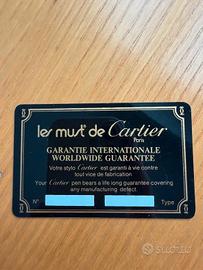 les must de Cartier
Paris
GARANTIE INTERNATIONALE
WORLDWIDE GUARANTEE
Votre stylo Cartier est garanti à vie contre
tout vice de fabrication
Your Cartier pen bears a life long guarantee covering
any manufacturing defect.
N° Type
subito